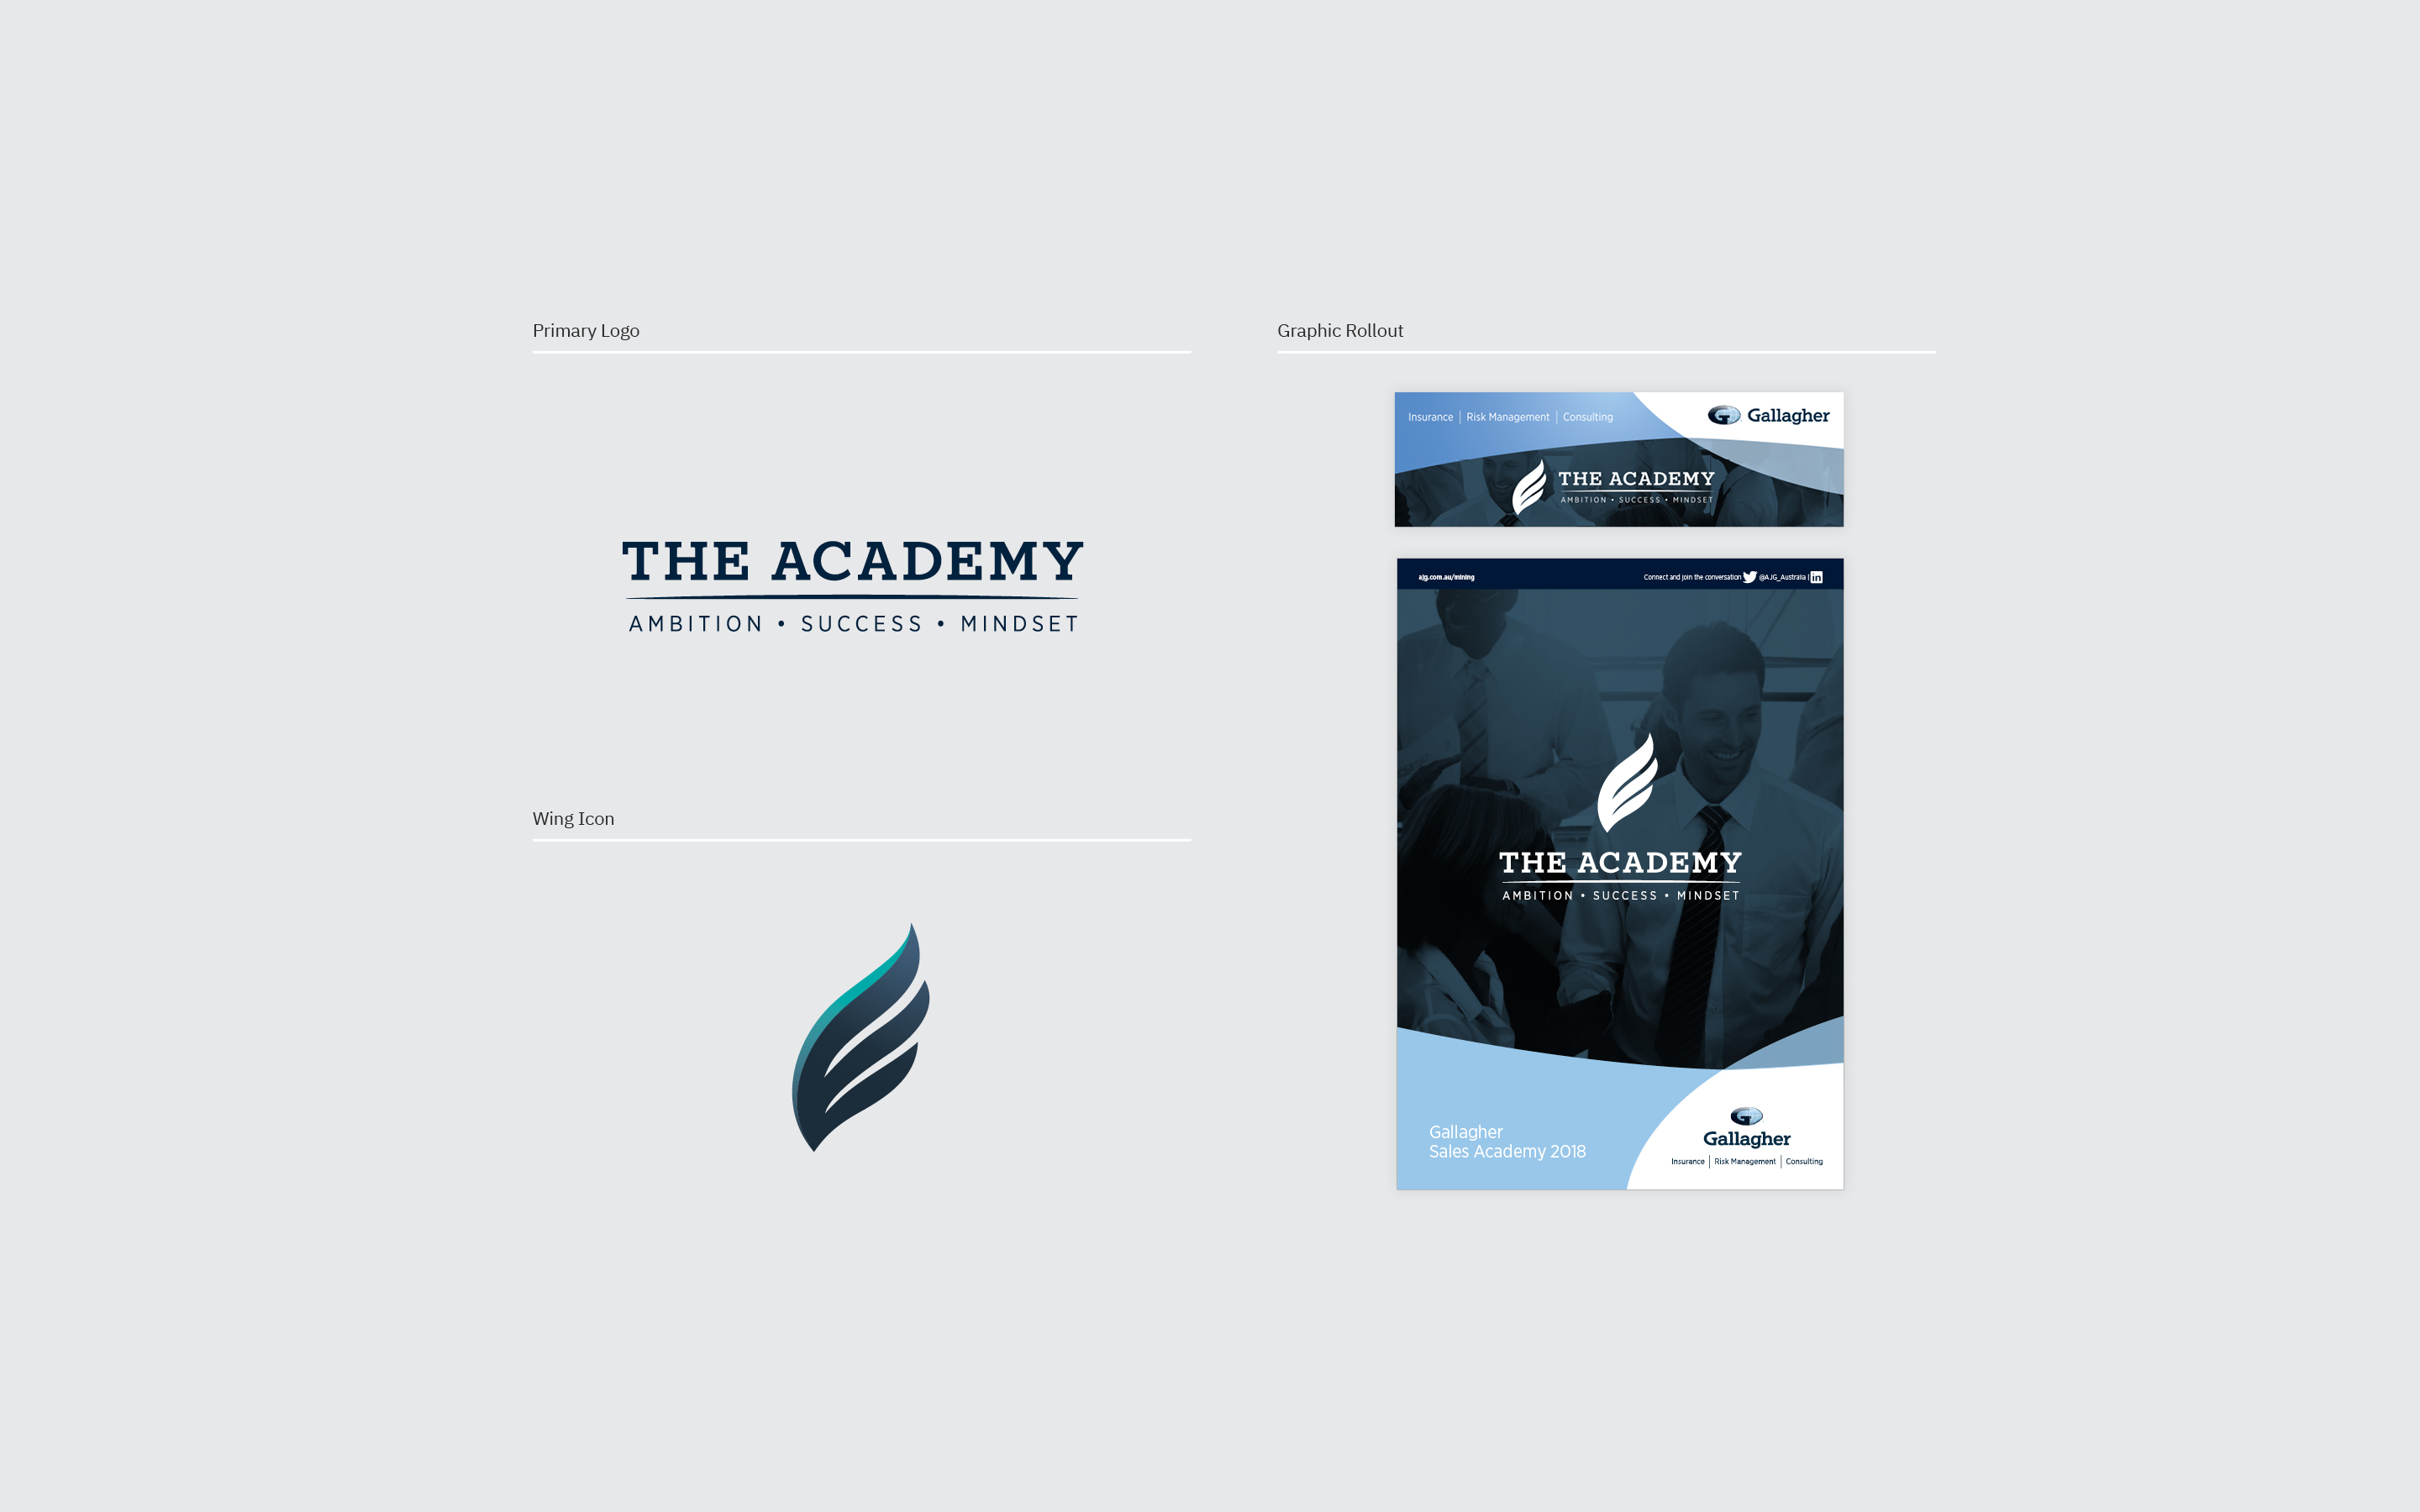 Primary Logo
THE ACADEMY
AMBITION • SUCCESS • MINDSET
Wing Icon
Graphic Rollout
Insurance | Risk Management | Consulting
G Gallagher
THE ACADEMY
AMBITION • SUCCESS • MINDSET
ajg.com.au/mining
Connect and join the conversation @AJG_Australia | in
THE ACADEMY
AMBITION • SUCCESS • MINDSET
Gallagher
Sales Academy 2018
G
Gallagher
Insurance | Risk Management | Consulting